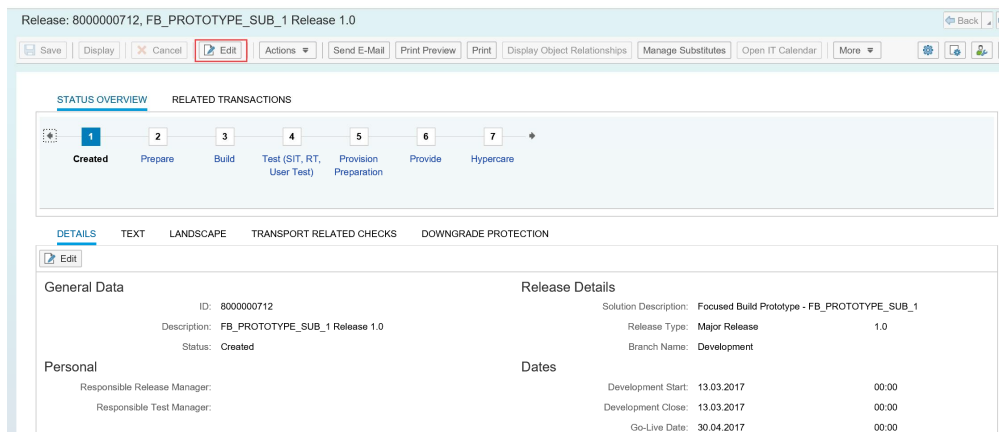 Release: 8000000712, FB_PROTOTYPE_SUB_1 Release 1.0
Back
Save Display Cancel Edit Actions Send E-Mail Print Preview Print Display Object Relationships Manage Substitutes Open IT Calendar More
STATUS OVERVIEW RELATED TRANSACTIONS
1 2 3 4 5 6 7
Created Prepare Build Test (SIT, RT, Provision Provide Hypercare
User Test) Preparation
DETAILS TEXT LANDSCAPE TRANSPORT RELATED CHECKS DOWNGRADE PROTECTION
Edit
General Data Release Details
ID: 8000000712 Solution Description: Focused Build Prototype - FB_PROTOTYPE_SUB_1
Description: FB_PROTOTYPE_SUB_1 Release 1.0 Release Type: Major Release 1.0
Status: Created Branch Name: Development
Personal Dates
Responsible Release Manager: Development Start: 13.03.2017 00:00
Responsible Test Manager: Development Close: 13.03.2017 00:00
Go-Live Date: 30.04.2017 00:00